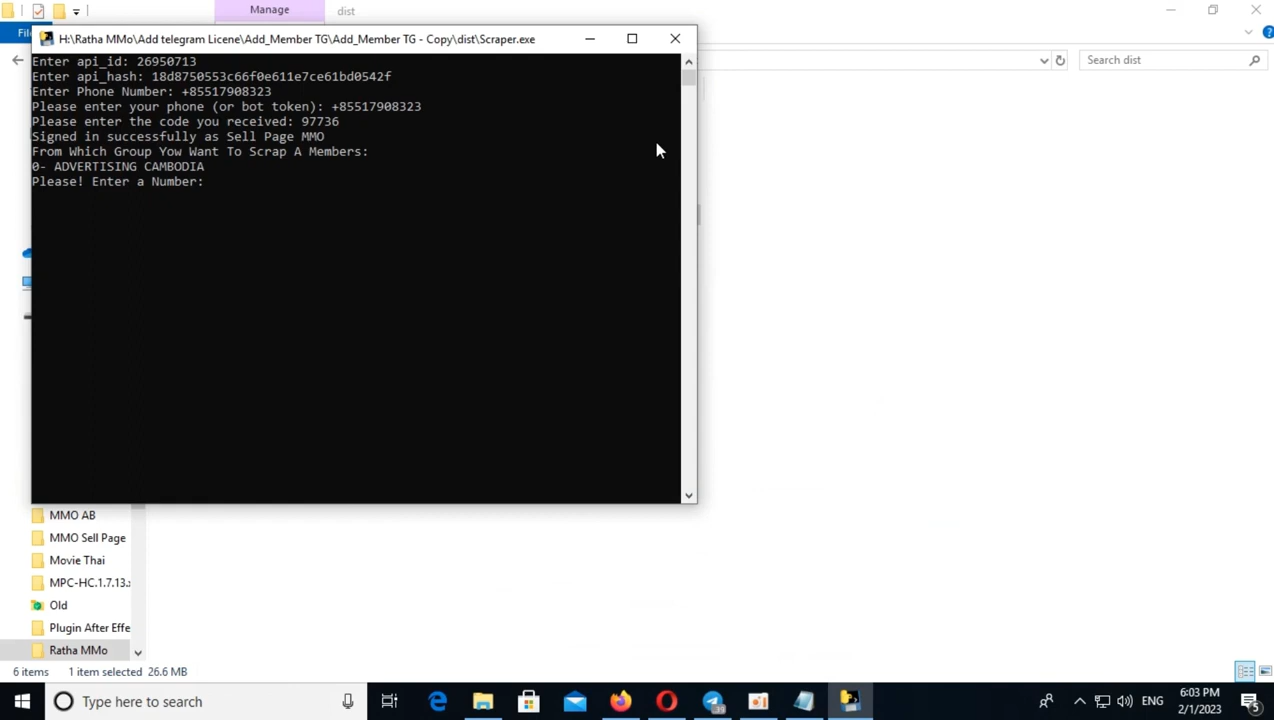 Manage
dist
File
H:\Ratha MMo\Add telegram Licene\Add_Member TG\Add_Member TG - Copy\dist\Scraper.exe
Search dist
Enter api_id: 26950713
Enter api_hash: 18d8750553c66f0e611e7ce61bd0542f
Enter Phone Number: +85517908323
Please enter your phone (or bot token): +85517908323
Please enter the code you received: 97736
Signed in successfully as Sell Page MMO
From Which Group Yow Want To Scrap A Members:
0- ADVERTISING CAMBODIA
Please! Enter a Number:
MMO AB
MMO Sell Page
Movie Thai
MPC-HC.1.7.13.
Old
Plugin After Effe
Ratha MMo
6 items 1 item selected 26.6 MB
Type here to search
39
ENG
6:03 PM
2/1/2023
5